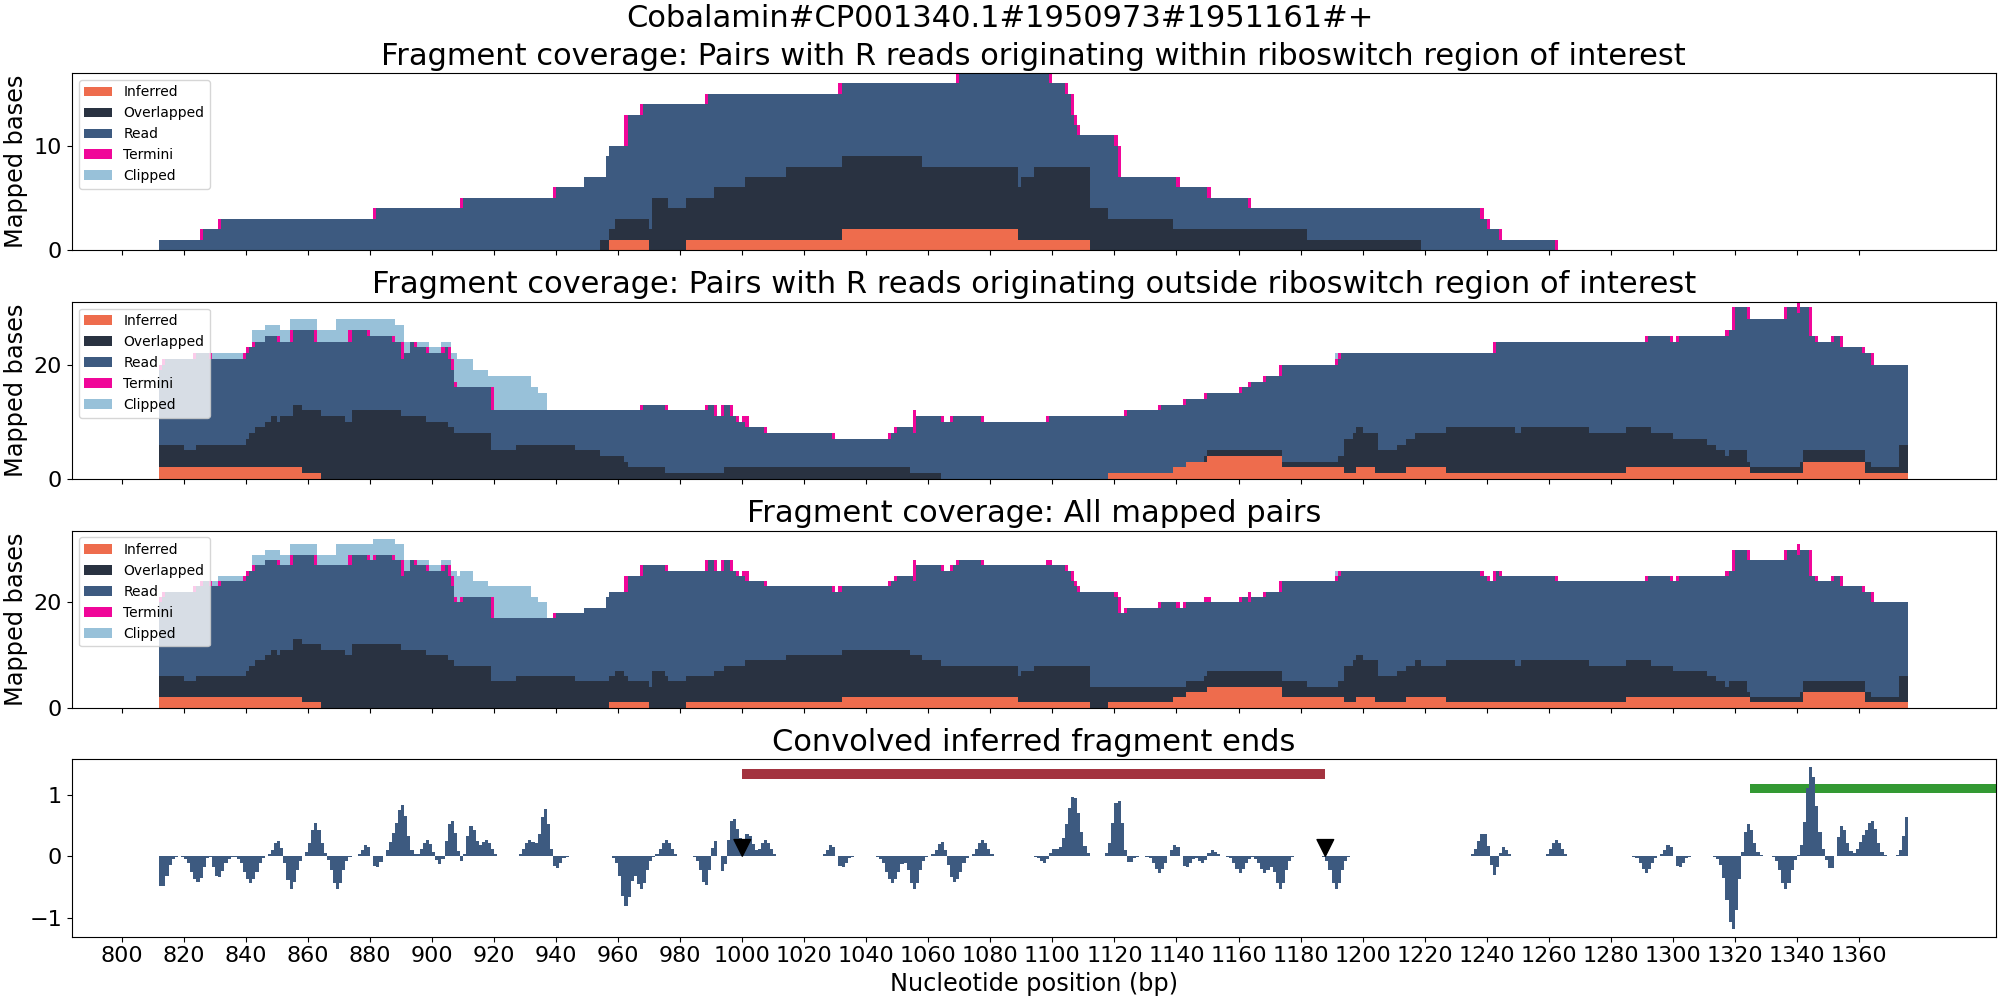 Cobalamin#CP001340.1#1950973#1951161#+
Fragment coverage: Pairs with R reads originating within riboswitch region of interest
Mapped bases
10
0
Inferred
Overlapped
Read
Termini
Clipped
Fragment coverage: Pairs with R reads originating outside riboswitch region of interest
Mapped bases
20
0
Inferred
Overlapped
Read
Termini
Clipped
Fragment coverage: All mapped pairs
Mapped bases
20
0
Inferred
Overlapped
Read
Termini
Clipped
Convolved inferred fragment ends
1
0
−1
800 820 840 860 880 900 920 940 960 980 1000 1020 1040 1060 1080 1100 1120 1140 1160 1180 1200 1220 1240 1260 1280 1300 1320 1340 1360
Nucleotide position (bp)